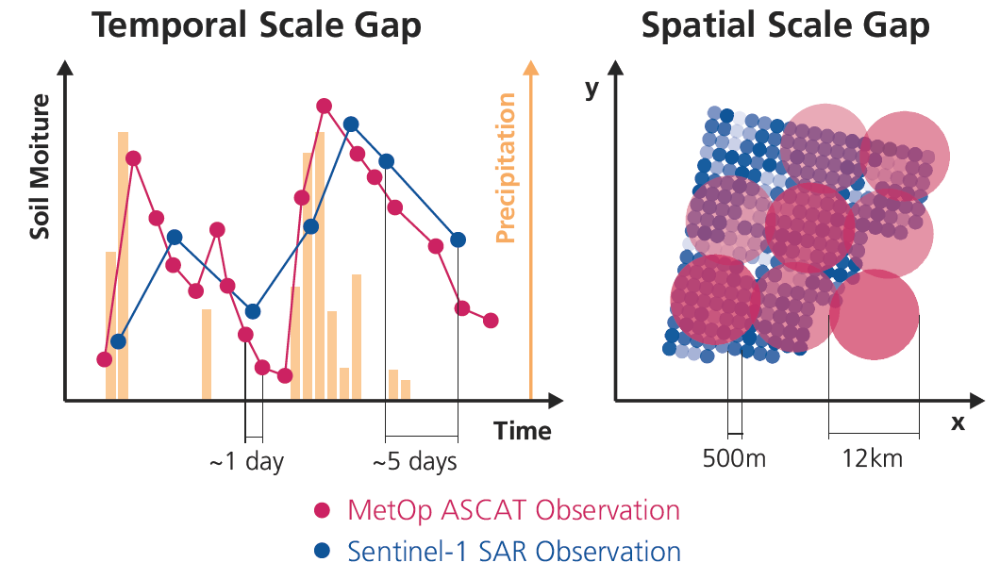 Temporal Scale Gap
Spatial Scale Gap
Soil Moiture
Precipitation
Time
~1 day
~5 days
y
x
500m
12km
MetOp ASCAT Observation
Sentinel-1 SAR Observation